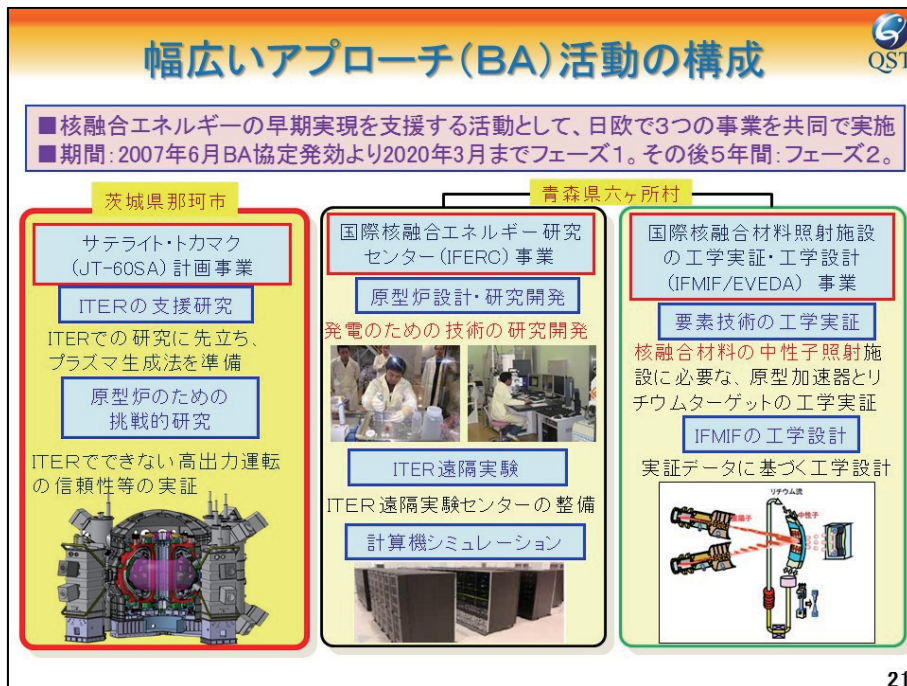 幅広いアプローチ(BA)活動の構成
QST
■核融合エネルギーの早期実現を支援する活動として、日欧で3つの事業を共同で実施
■期間:2007年6月BA協定発効より2020年3月までフェーズ1。その後5年間:フェーズ2。
茨城県那珂市
サテライト・トカマク
(JT-60SA)計画事業
ITERの支援研究
ITERでの研究に先立ち、
プラズマ生成法を準備
原型炉のための
挑戦的研究
ITERでできない高出力運転
の信頼性等の実証
青森県六ヶ所村
国際核融合エネルギー研究
センター(IFERC)事業
原型炉設計・研究開発
発電のための技術の研究開発
ITER遠隔実験
ITER遠隔実験センターの整備
計算機シミュレーション
国際核融合材料照射施設
の工学実証・工学設計
(IFMIF/EVEDA) 事業
要素技術の工学実証
核融合材料の中性子照射施
設に必要な、原型加速器とリ
チウムターゲットの工学実証
IFMIFの工学設計
実証データに基づく工学設計
リチウム流
重陽子
中性子
21